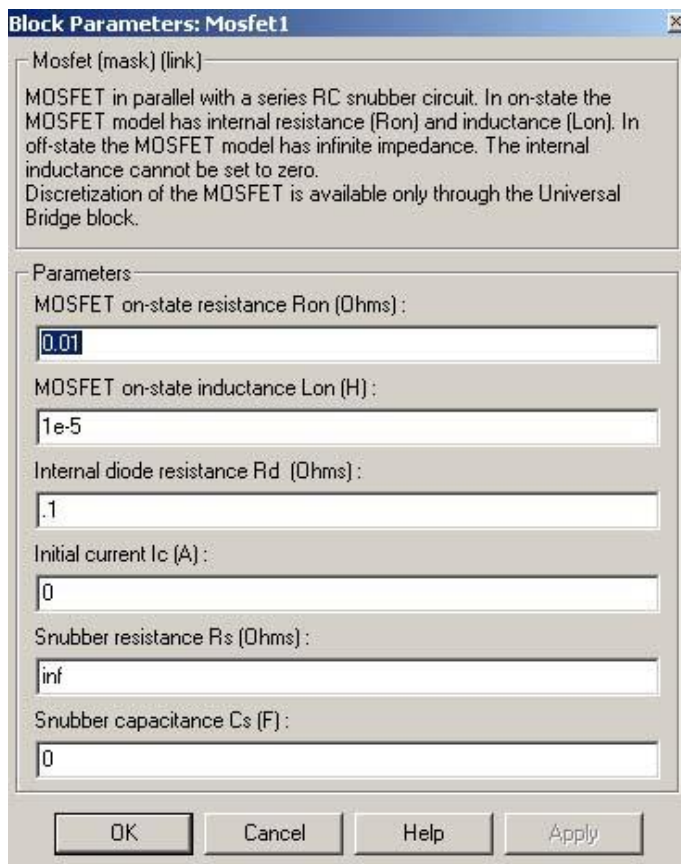 Block Parameters: Mosfet1
Mosfet (mask) (link)
MOSFET in parallel with a series RC snubber circuit. In on-state the
MOSFET model has internal resistance (Ron) and inductance (Lon). In
off-state the MOSFET model has infinite impedance. The internal
inductance cannot be set to zero.
Discretization of the MOSFET is available only through the Universal
Bridge block.
Parameters
MOSFET on-state resistance Ron (Ohms) :
0.01
MOSFET on-state inductance Lon (H) :
1e-5
Internal diode resistance Rd (Ohms) :
.1
Initial current Ic (A) :
0
Snubber resistance Rs (Ohms) :
inf
Snubber capacitance Cs (F) :
0
OK Cancel Help Apply